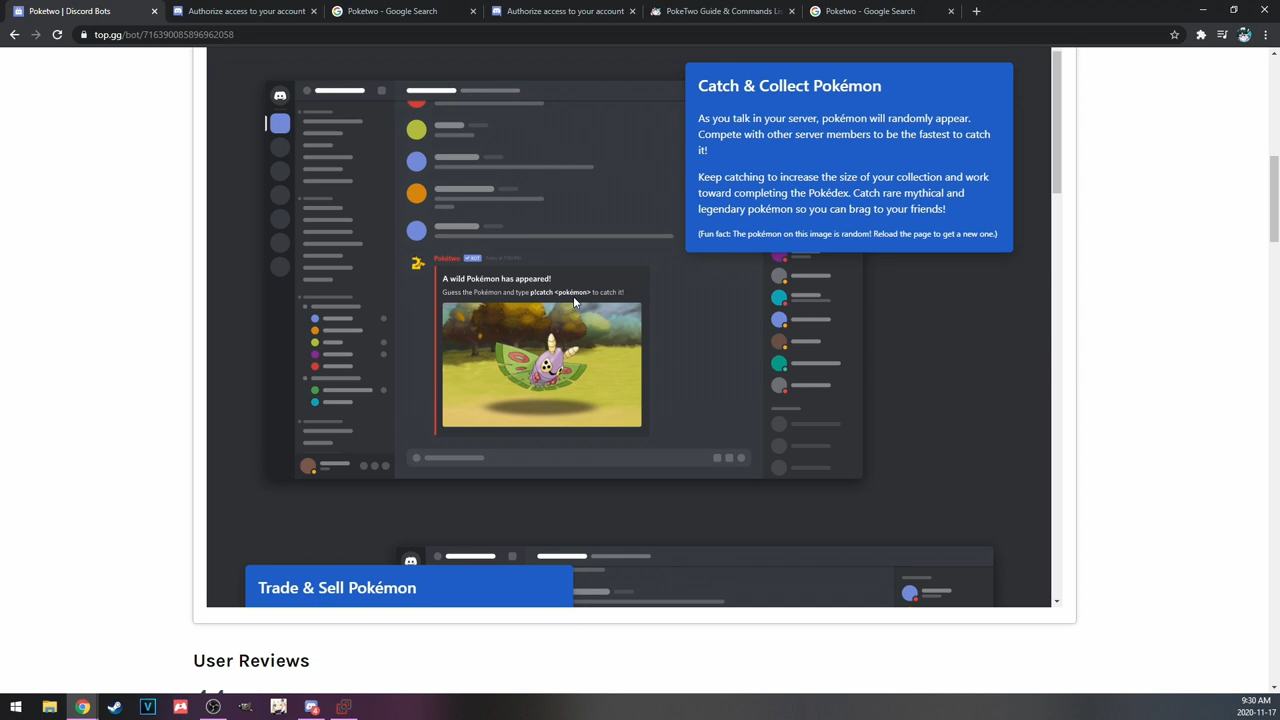 Poketwo | Discord Bots
Authorize access to your account
Poketwo - Google Search
Authorize access to your account
PokeTwo Guide & Commands Li
Poketwo - Google Search
top.gg/bot/716390085896962058
Catch & Collect Pokémon
As you talk in your server, pokémon will randomly appear.
Compete with other server members to be the fastest to catch
it!
Keep catching to increase the size of your collection and work
toward completing the Pokédex. Catch rare mythical and
legendary pokémon so you can brag to your friends!
(Fun fact: The pokémon on this image is random! Reload the page to get a new one.)
Pokétwo BOT
A wild Pokémon has appeared!
Guess the Pokémon and type p!catch <pokémon> to catch it!
Trade & Sell Pokémon
User Reviews
9:30 AM
2020-11-17